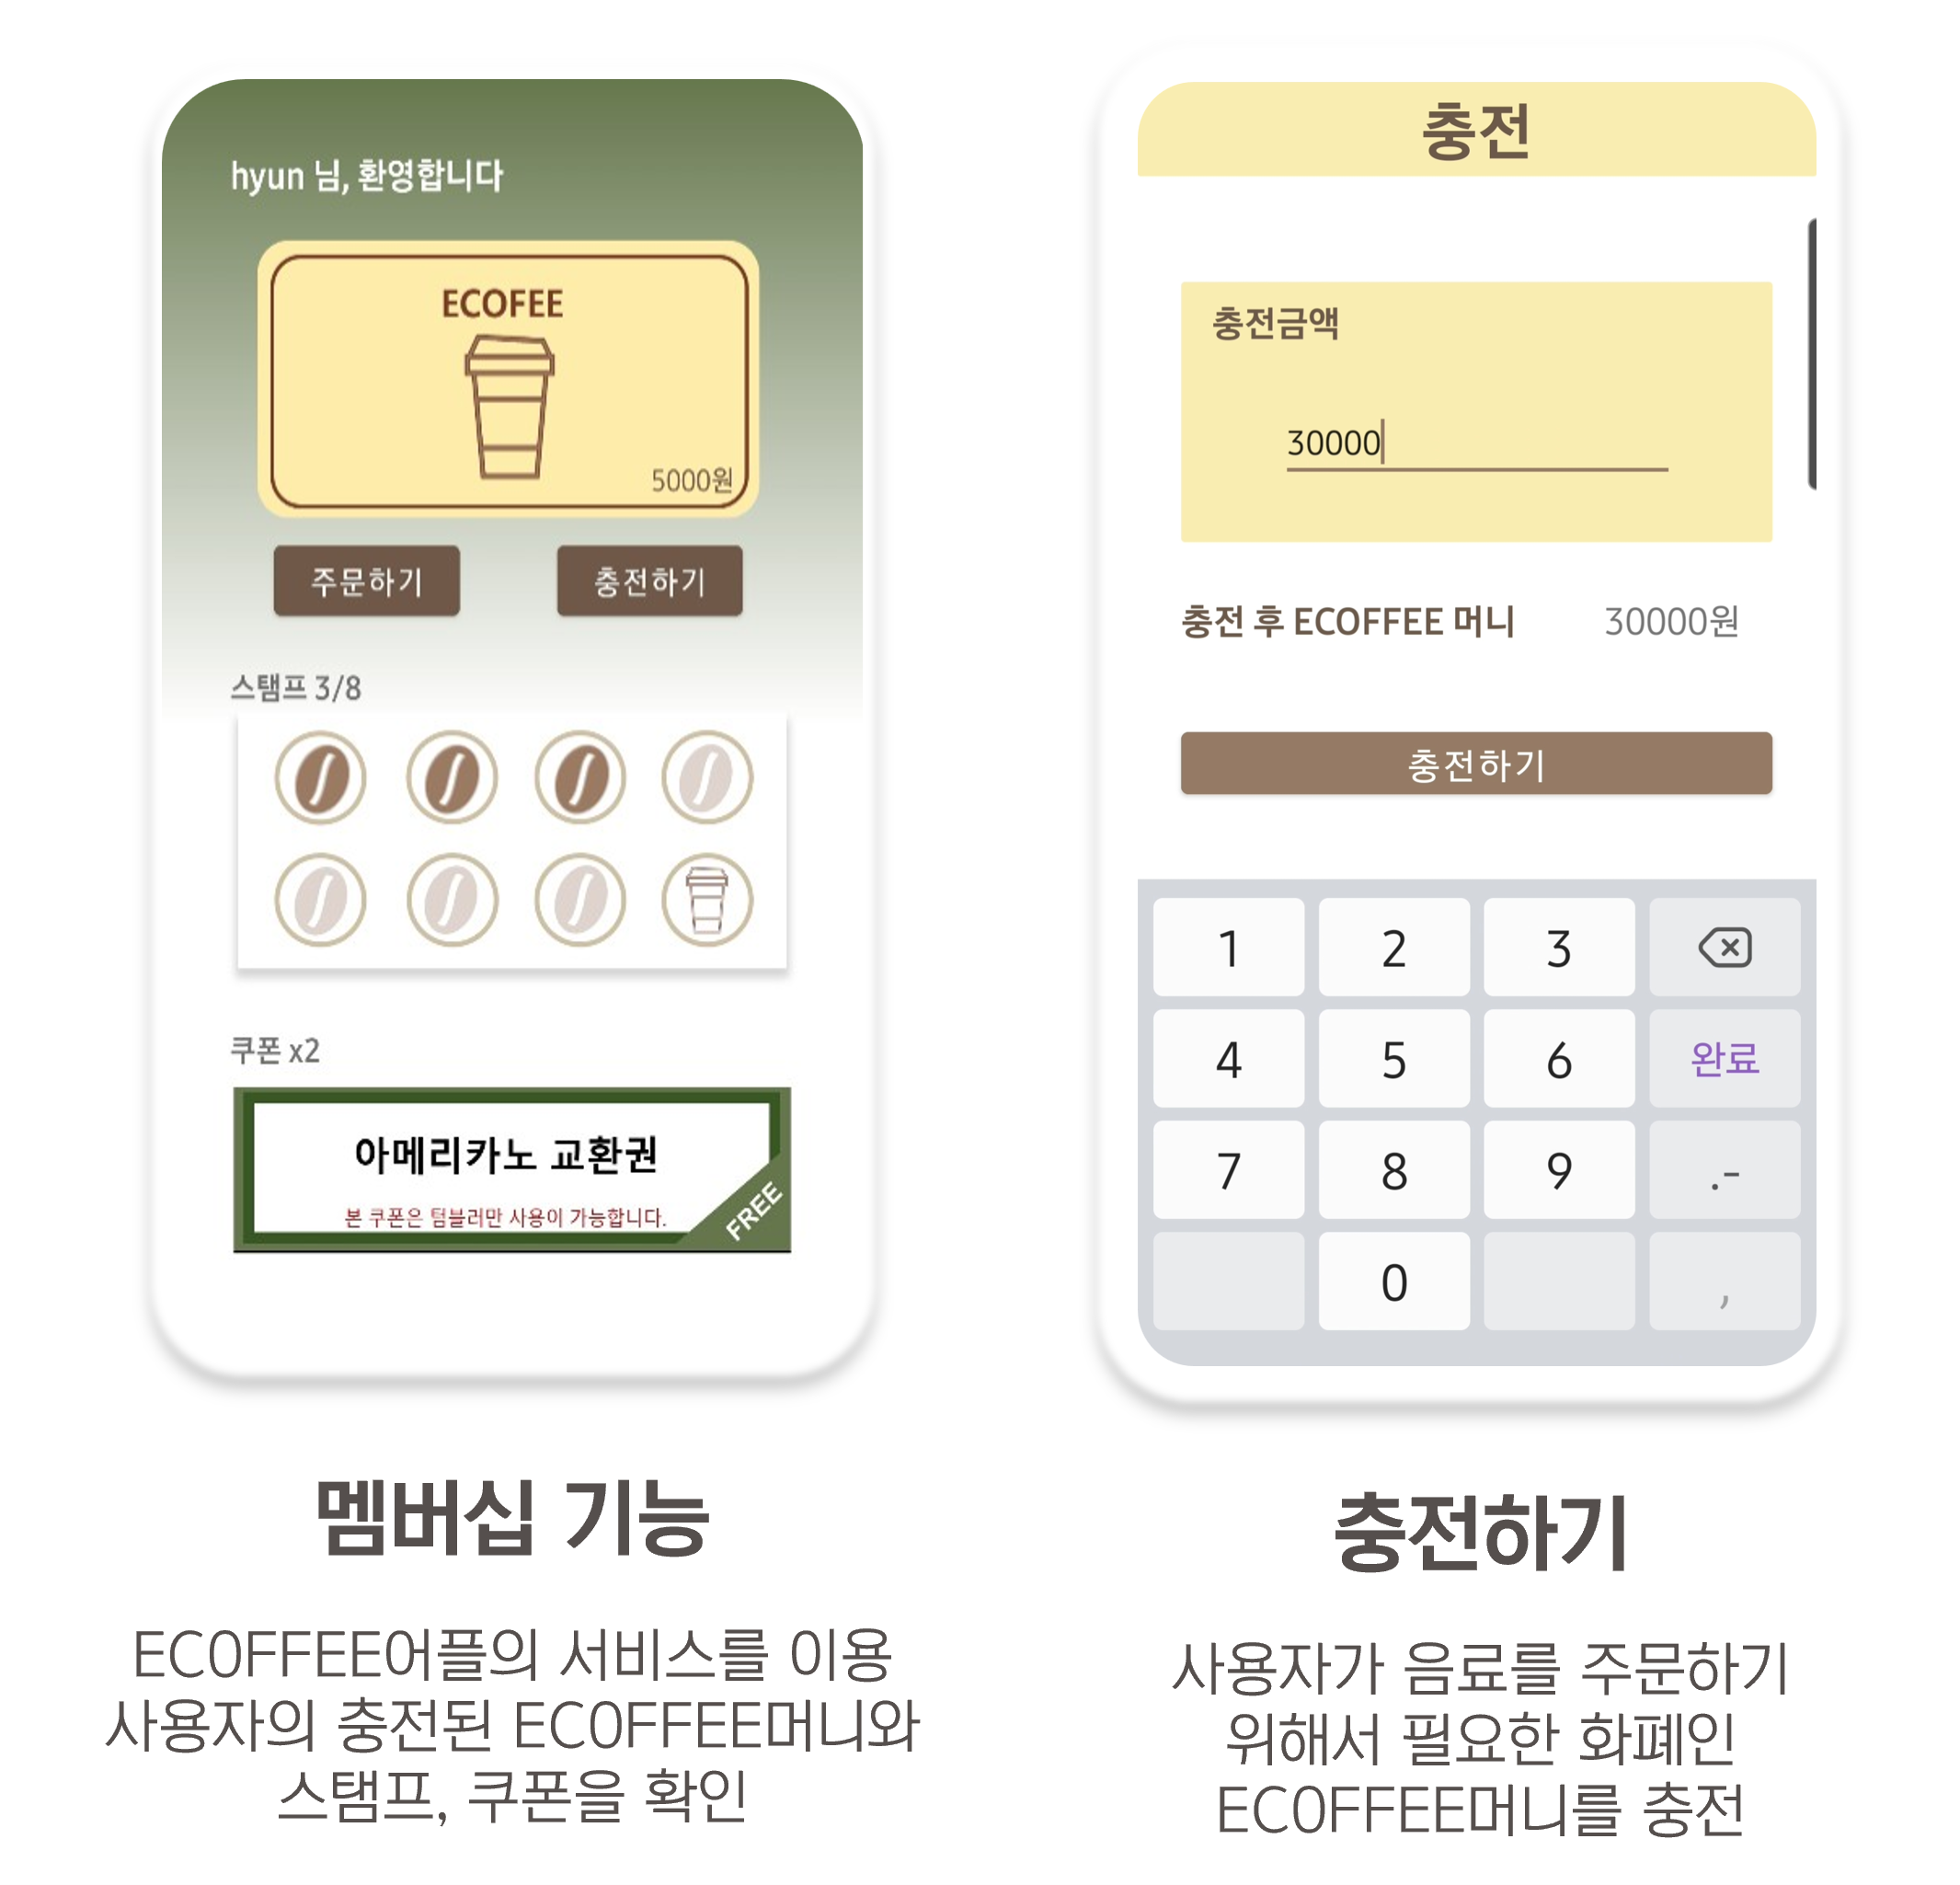 hyun 님, 환영합니다
ECOFEE
5000원
주문하기
충전하기
스탬프 3/8
쿠폰 x2
아메리카노 교환권
본 쿠폰은 텀블러만 사용이 가능합니다.
FREE
멤버십 기능
ECOFFEE어플의 서비스를 이용
사용자의 충전된 ECOFFEE머니와
스탬프, 쿠폰을 확인
충전
충전금액
30000
충전 후 ECOFFEE 머니 30000원
충전하기
1 2 3
4 5 6 완료
7 8 9 .-
0 ,
충전하기
사용자가 음료를 주문하기
위해서 필요한 화폐인
ECOFFEE머니를 충전